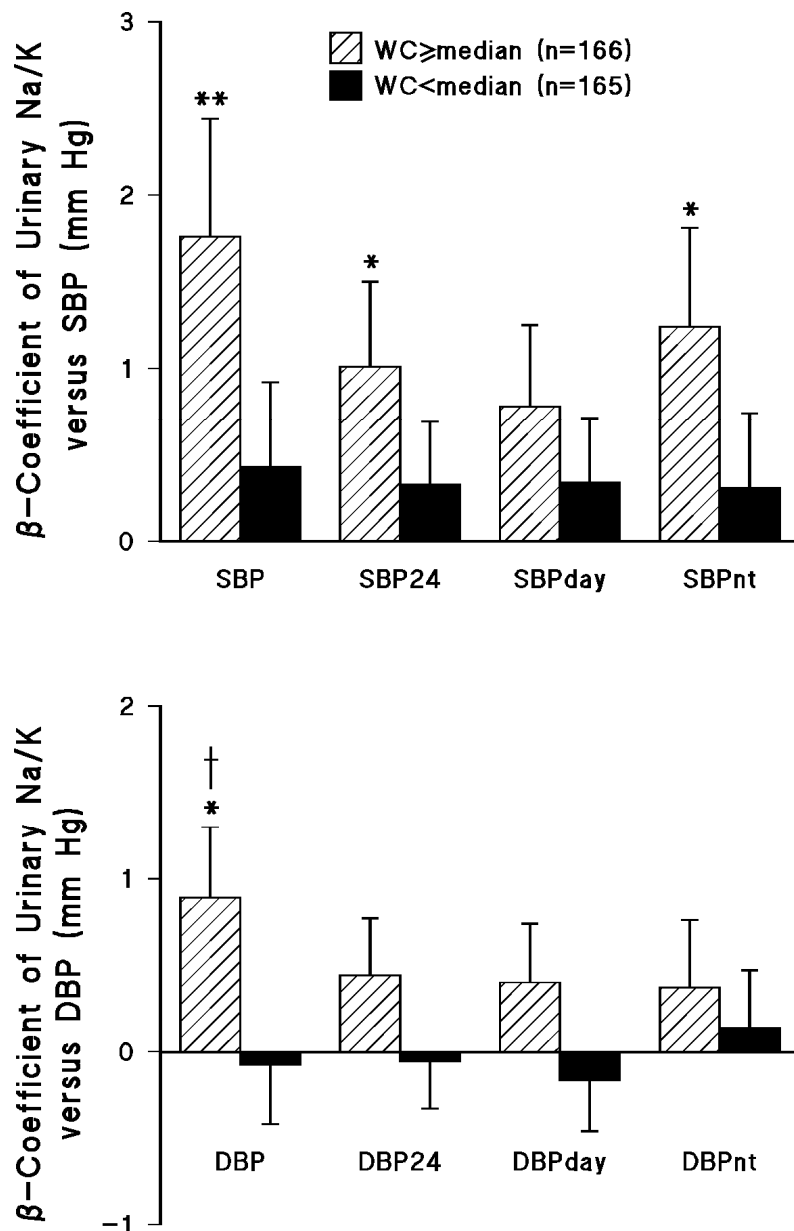 β-Coefficient of Urinary Na/K
versus SBP (mm Hg)
3
2
1
0
WC⩾median (n=166)
WC<median (n=165)
**
*
*
SBP
SBP24
SBPday
SBPnt
β-Coefficient of Urinary Na/K
versus DBP (mm Hg)
2
1
0
-1
†
*
DBP
DBP24
DBPday
DBPnt